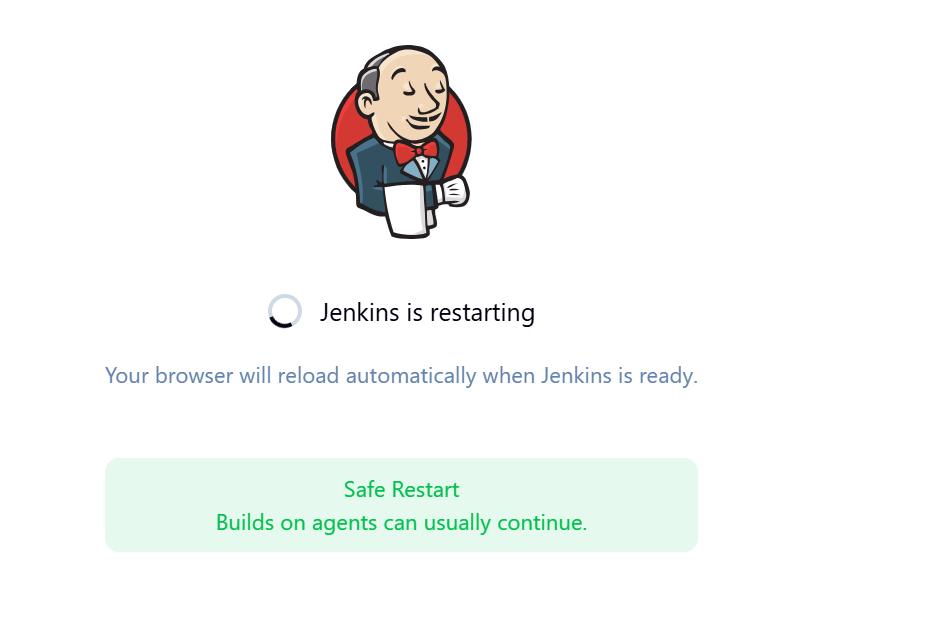 Jenkins is restarting
Your browser will reload automatically when Jenkins is ready.
Safe Restart
Builds on agents can usually continue.